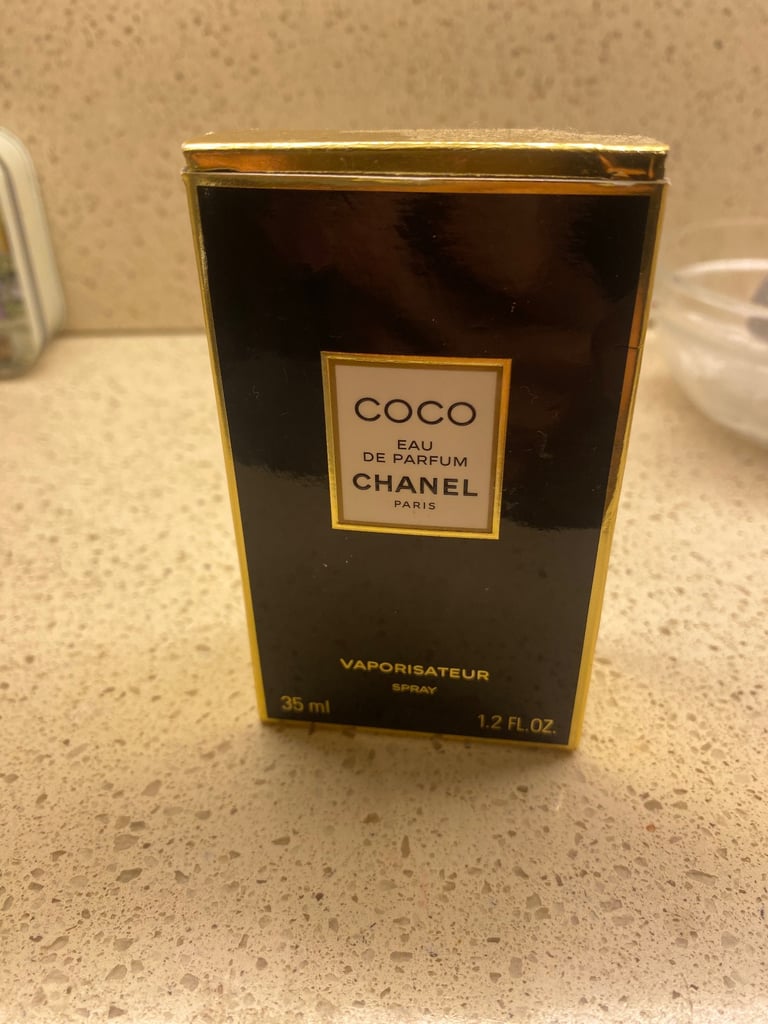 COCO
EAU
DE PARFUM
CHANEL
PARIS
VAPORISATEUR
SPRAY
35 ml
1.2 FL.OZ.